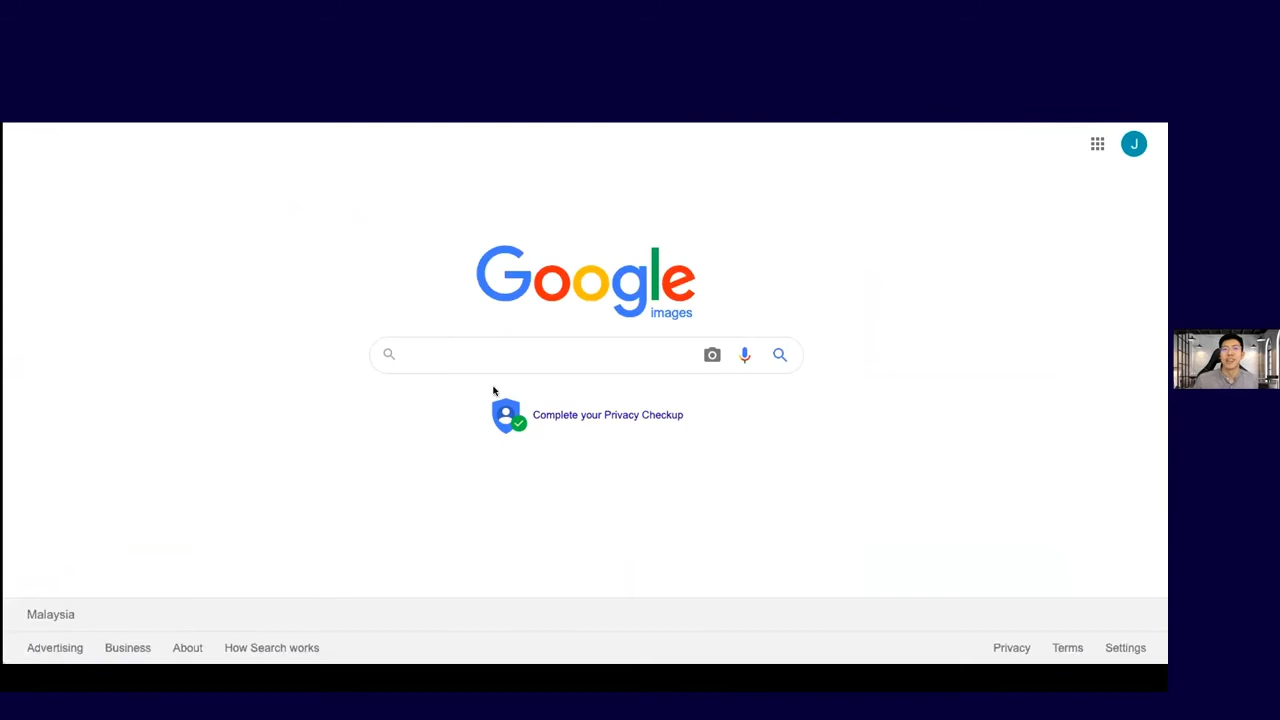 J
Google
images
Complete your Privacy Checkup
Malaysia
Advertising Business About How Search works Privacy Terms Settings